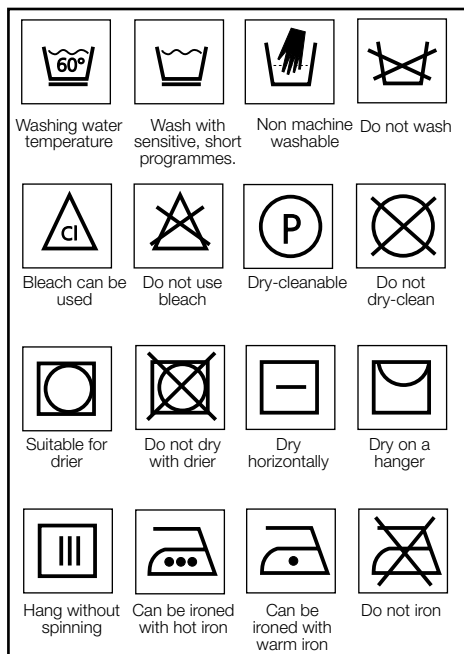 60°
Washing water
temperature
Wash with
sensitive, short
programmes.
Non machine
washable
Do not wash
Cl
Bleach can be
used
Do not use
bleach
P
Dry-cleanable
Do not
dry-clean
Suitable for
drier
Do not dry
with drier
Dry
horizontally
Dry on a
hanger
Hang without
spinning
Can be ironed
with hot iron
Can be
ironed with
warm iron
Do not iron